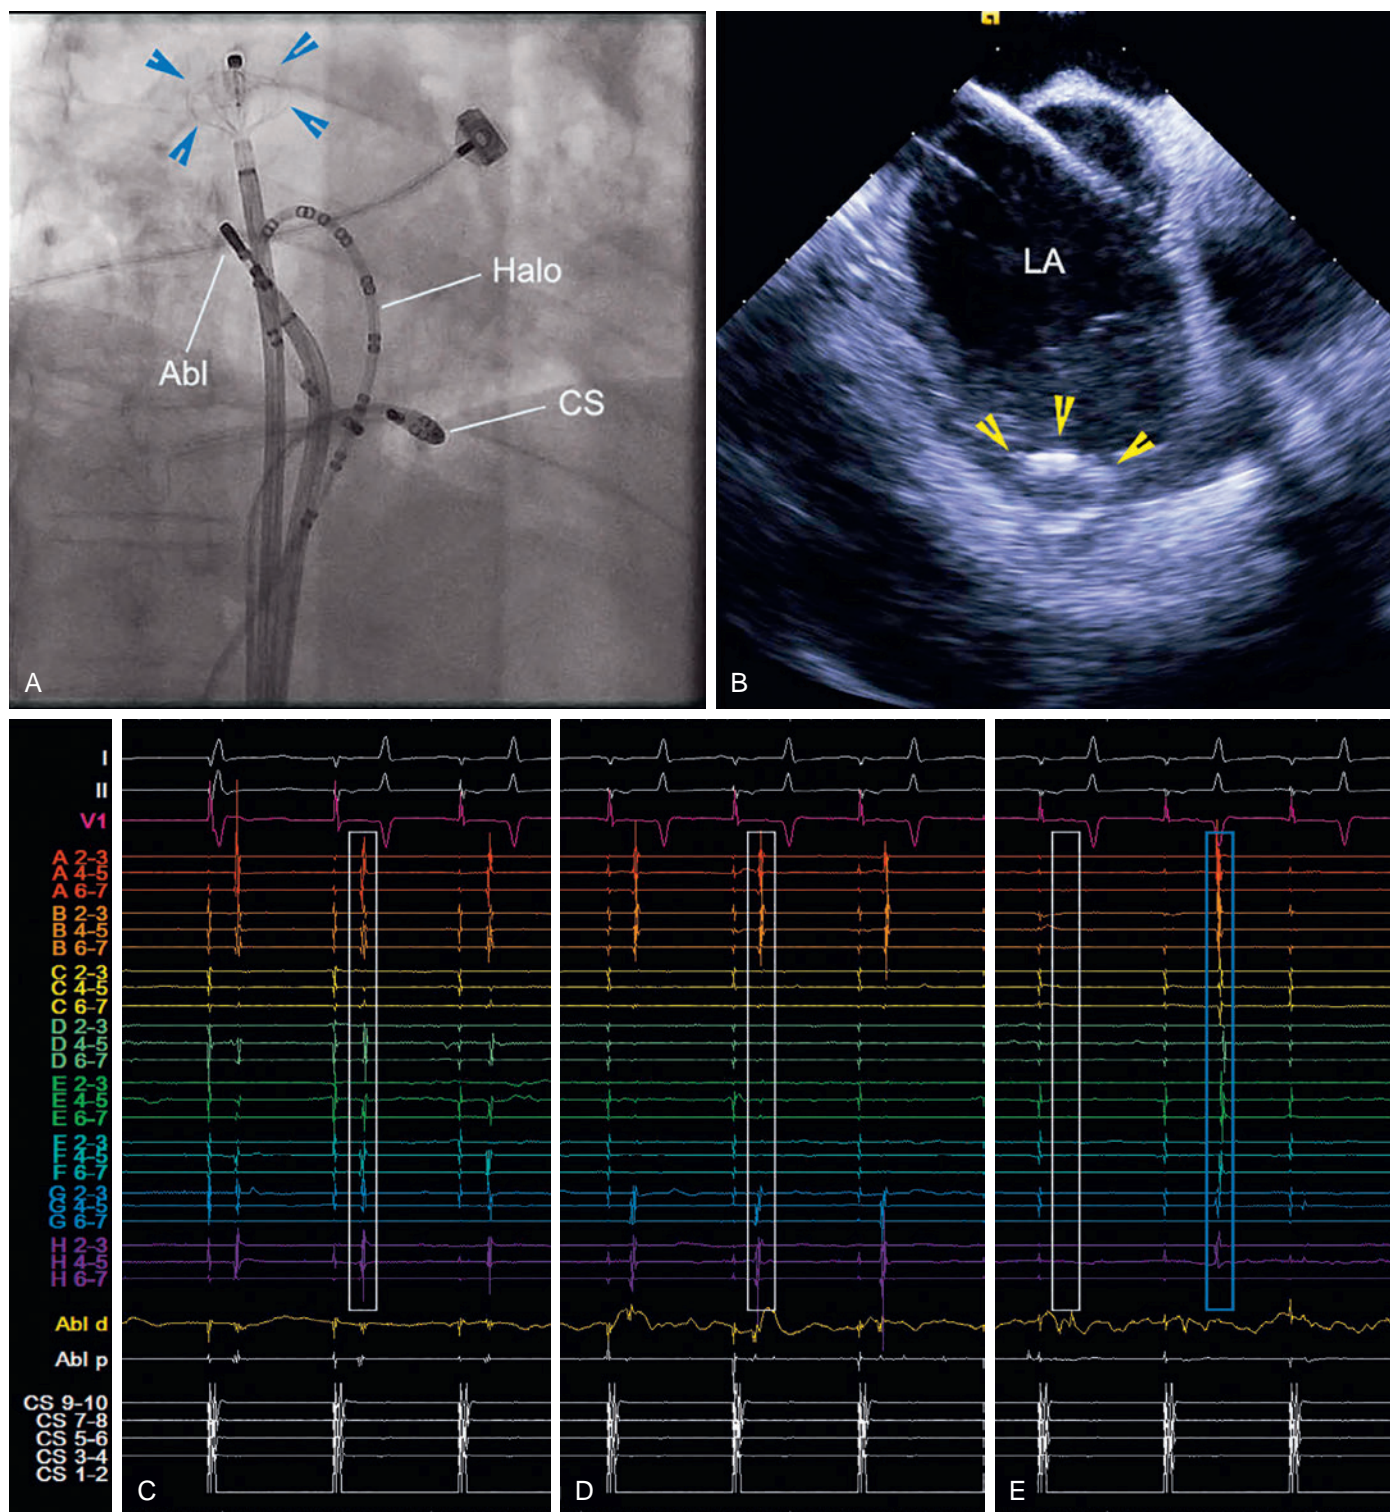 Halo
Abl
CS
A
LA
B
I
II
V1
A 2-3
A 4-5
A 6-7
B 2-3
B 4-5
B 6-7
C 2-3
C 4-5
C 6-7
D 2-3
D 4-5
D 6-7
E 2-3
E 4-5
E 6-7
F 2-3
F 4-5
F 6-7
G 2-3
G 4-5
G 6-7
H 2-3
H 4-5
H 6-7
Abl d
Abl p
CS 9-10
CS 7-8
CS 5-6
CS 3-4
CS 1-2
C
D
E